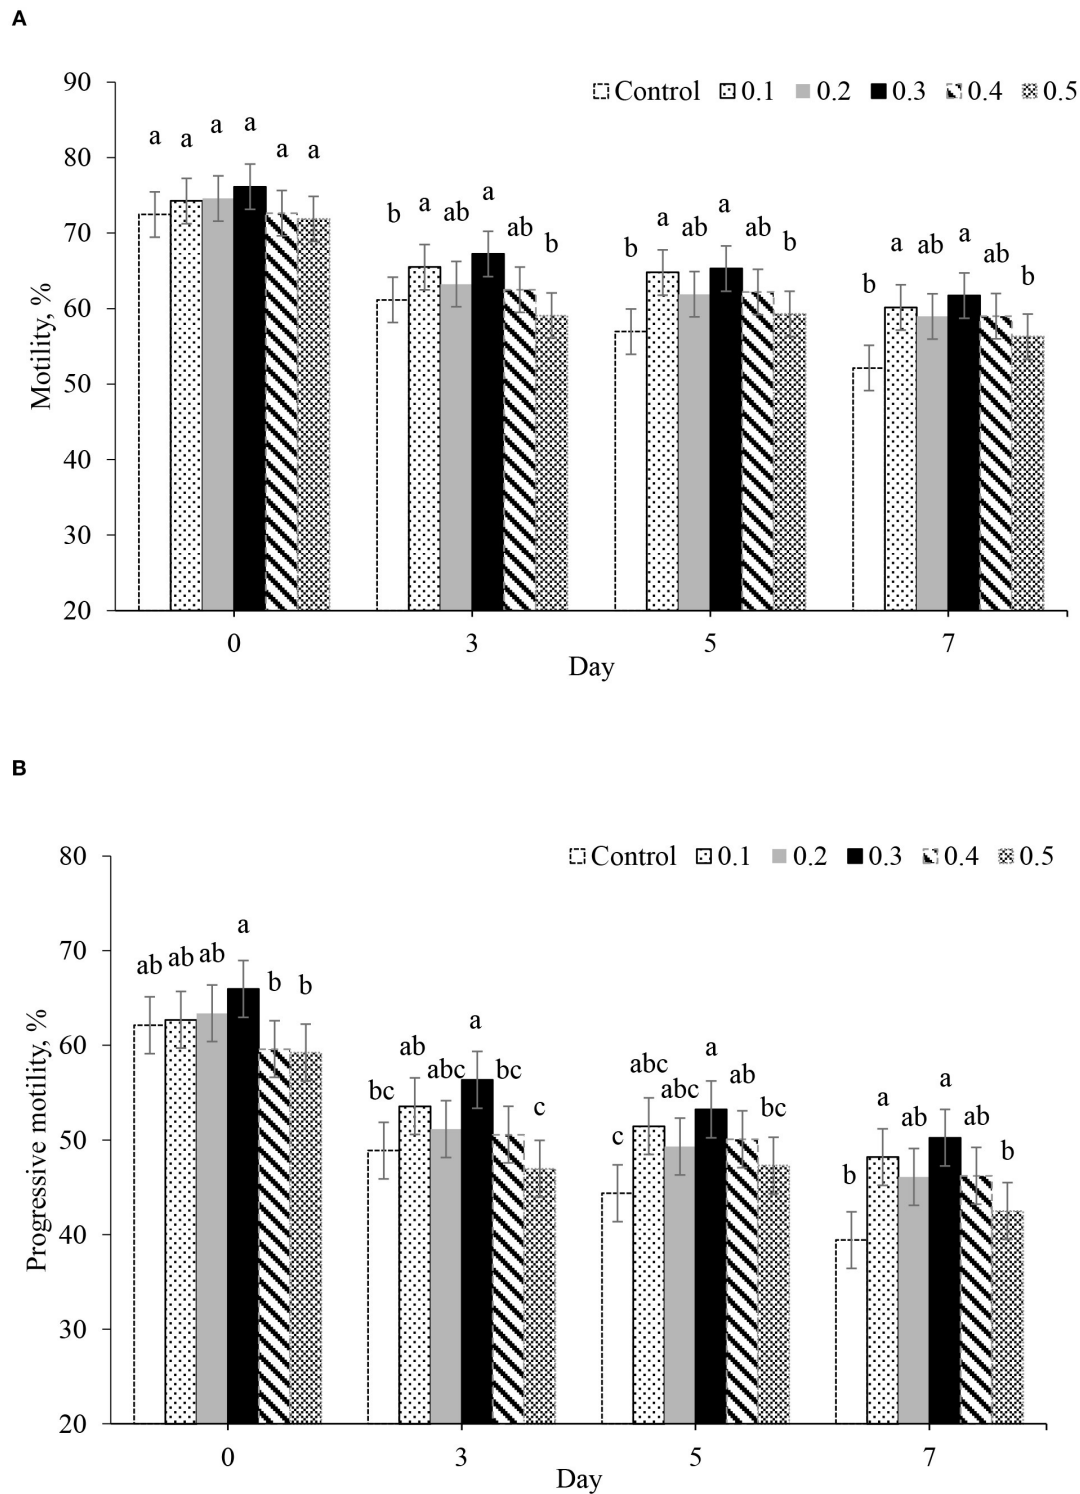 A
90
80
70
60
50
40
30
20
Motility, %
Control 0.1 0.2 0.3 0.4 0.5
a a a a a a
b a ab a ab b
b a ab a ab b
b a ab a ab b
0 3 5 7
Day
B
80
70
60
50
40
30
20
Progressive motility, %
Control 0.1 0.2 0.3 0.4 0.5
ab ab ab a b b
bc ab abc a bc c
c abc abc a ab bc
b a ab a ab b
0 3 5 7
Day